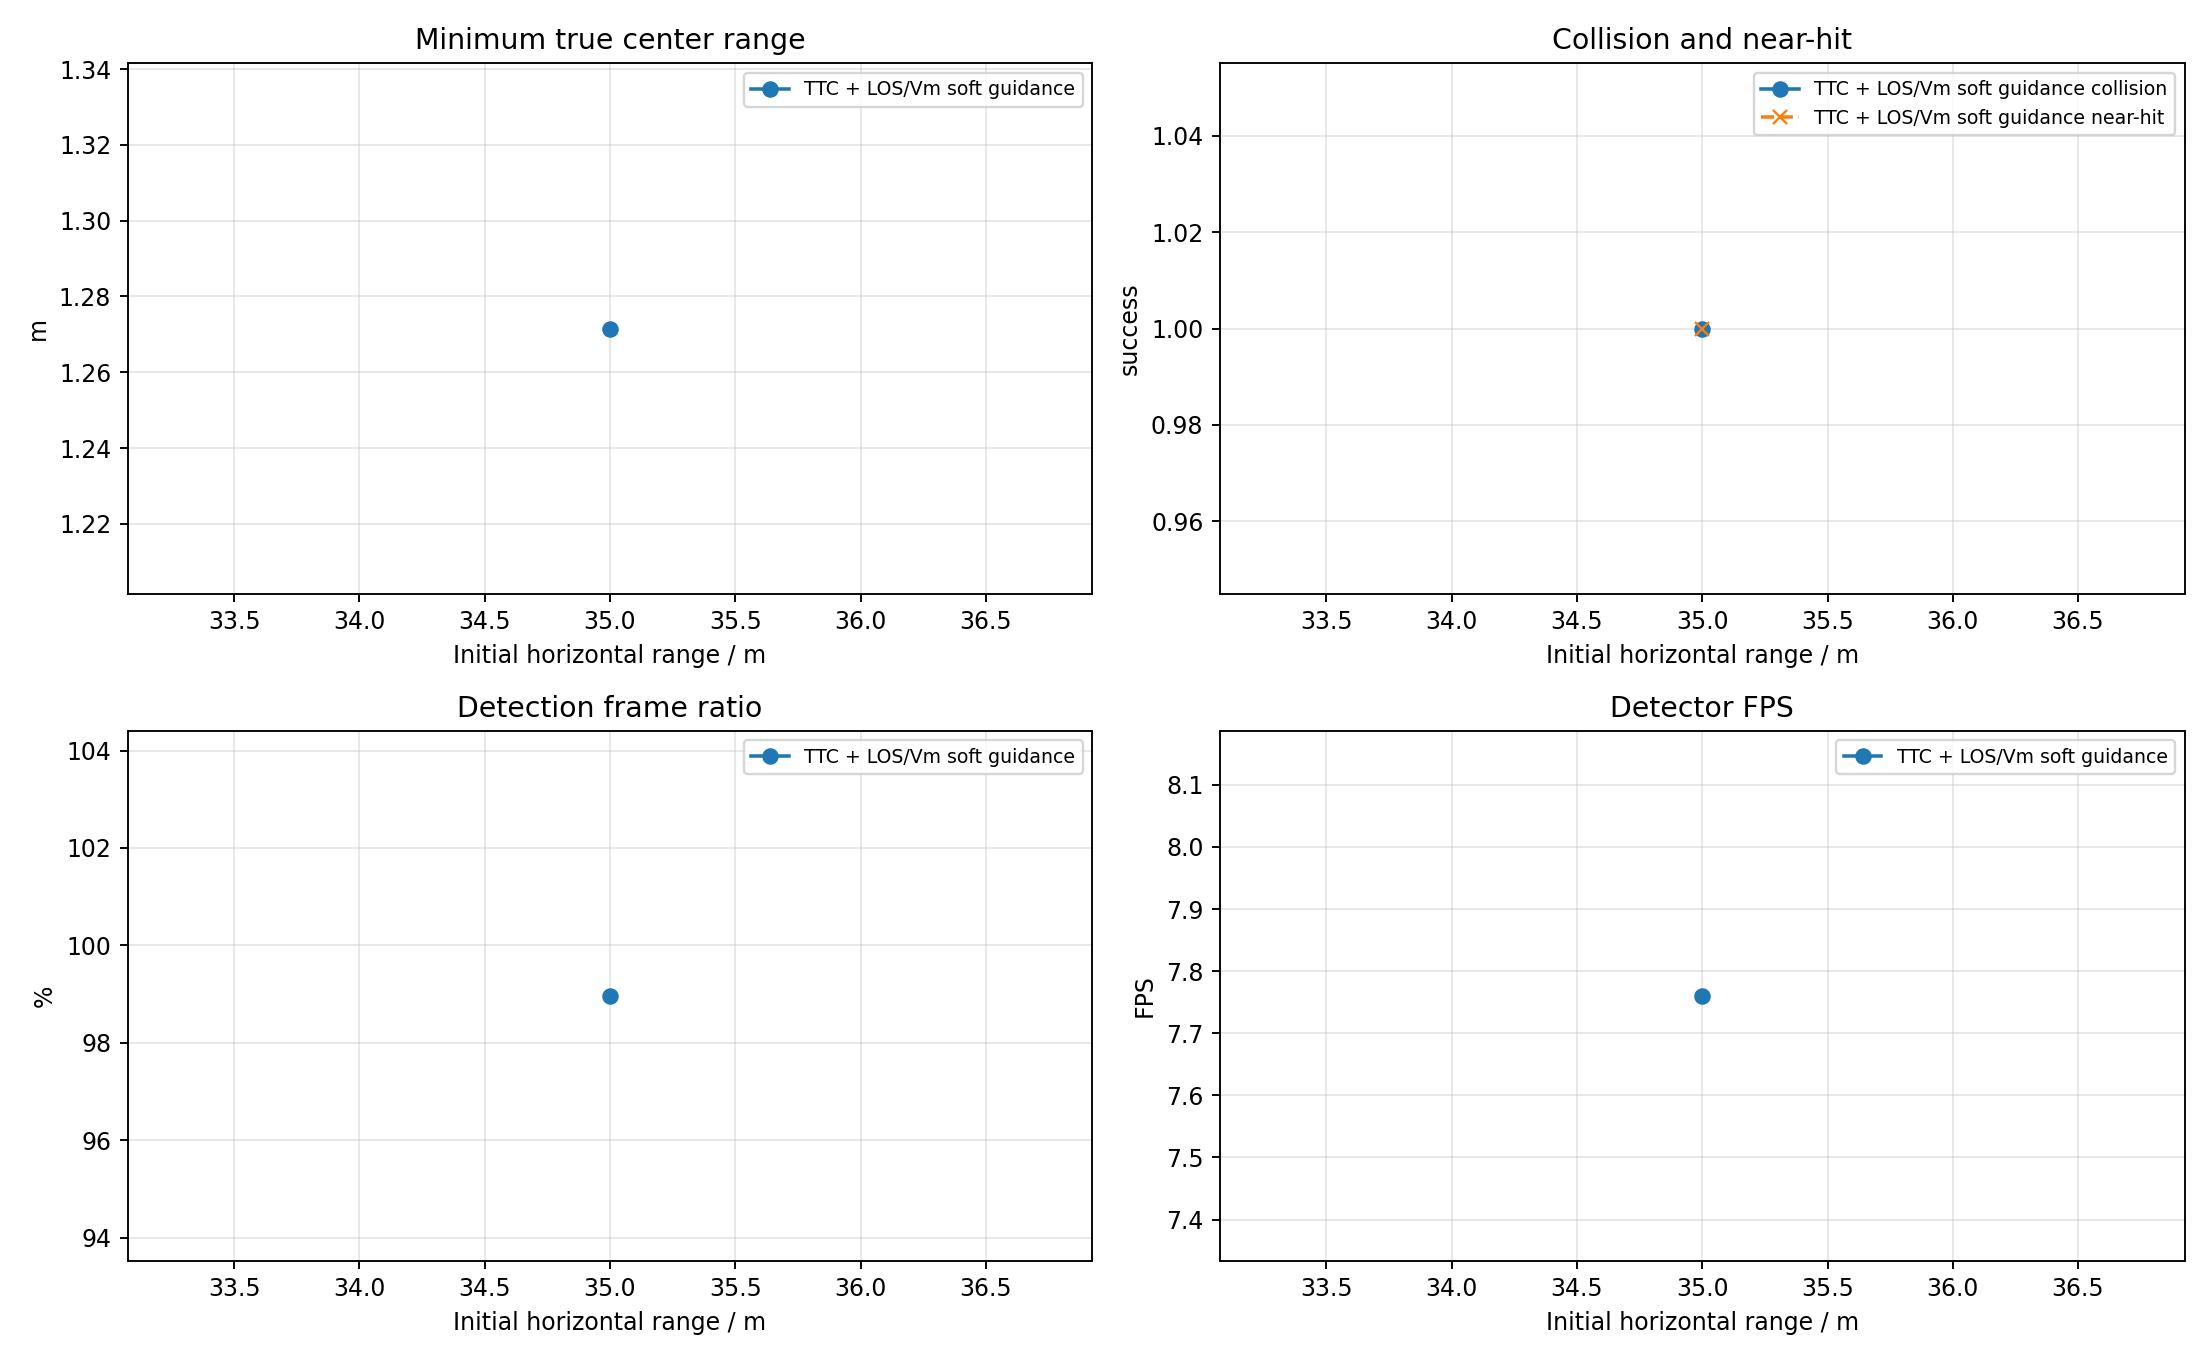 Minimum true center range
1.34
1.32
1.30
1.28
1.26
1.24
1.22
m
TTC + LOS/Vm soft guidance
33.5 34.0 34.5 35.0 35.5 36.0 36.5
Initial horizontal range / m
Collision and near-hit
1.04
1.02
1.00
0.98
0.96
success
TTC + LOS/Vm soft guidance collision
TTC + LOS/Vm soft guidance near-hit
33.5 34.0 34.5 35.0 35.5 36.0 36.5
Initial horizontal range / m
Detection frame ratio
104
102
100
98
96
94
%
TTC + LOS/Vm soft guidance
33.5 34.0 34.5 35.0 35.5 36.0 36.5
Initial horizontal range / m
Detector FPS
8.1
8.0
7.9
7.8
7.7
7.6
7.5
7.4
FPS
TTC + LOS/Vm soft guidance
33.5 34.0 34.5 35.0 35.5 36.0 36.5
Initial horizontal range / m